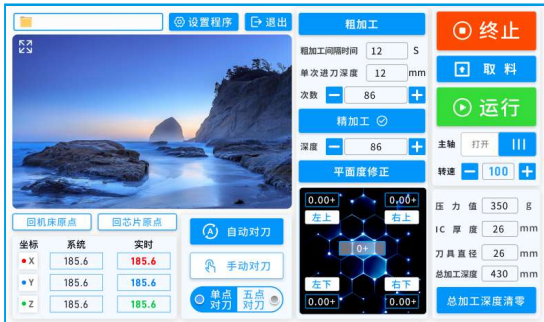 设置程序
退出
回机床原点
回芯片原点
坐标 系统 实时
X 185.6 185.6
Y 185.6 185.6
Z 185.6 185.6
A 自动对刀
手动对刀
单点对刀
五点对刀
粗加工
粗加工间隔时间 12 S
单次进刀深度 12 mm
次数 86
精加工
深度 86
平面度修正
0.00+ 0.00+
左上 右上
0+
左下 右下
0.00+ 0.00+
终止
取料
运行
主轴 打开
转速 100
压力值 350 g
IC厚度 26 mm
刀具直径 26 mm
总加工深度 430 mm
总加工深度清零